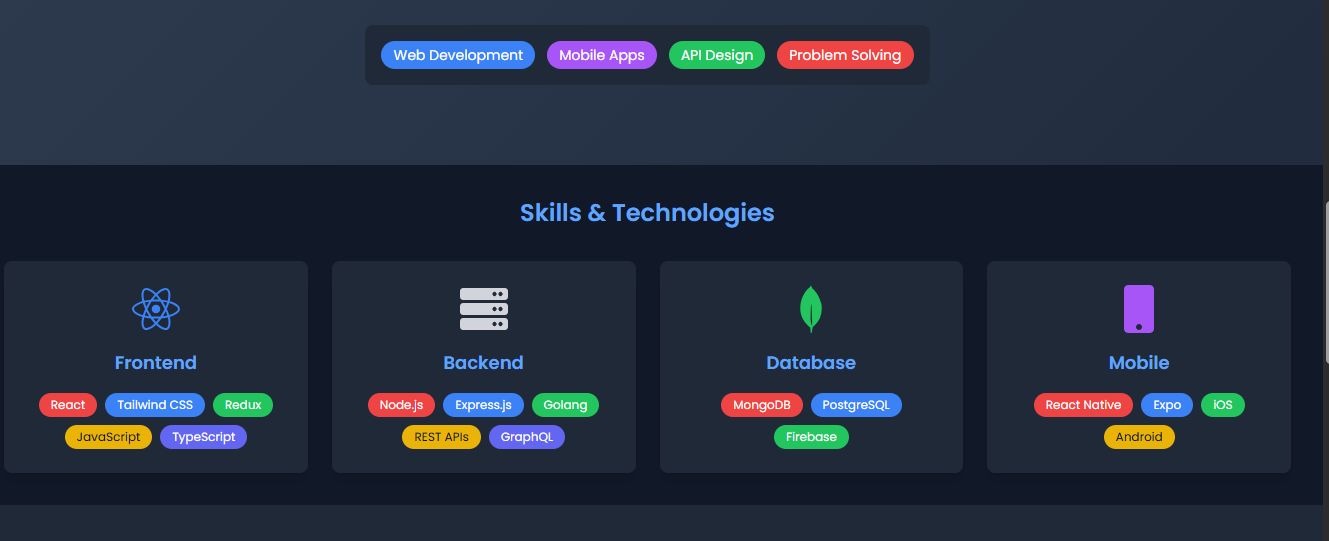 Web Development Mobile Apps API Design Problem Solving
Skills & Technologies
Frontend
React Tailwind CSS Redux
JavaScript TypeScript
Backend
Node.js Express.js Golang
REST APIs GraphQL
Database
MongoDB PostgreSQL
Firebase
Mobile
React Native Expo iOS
Android